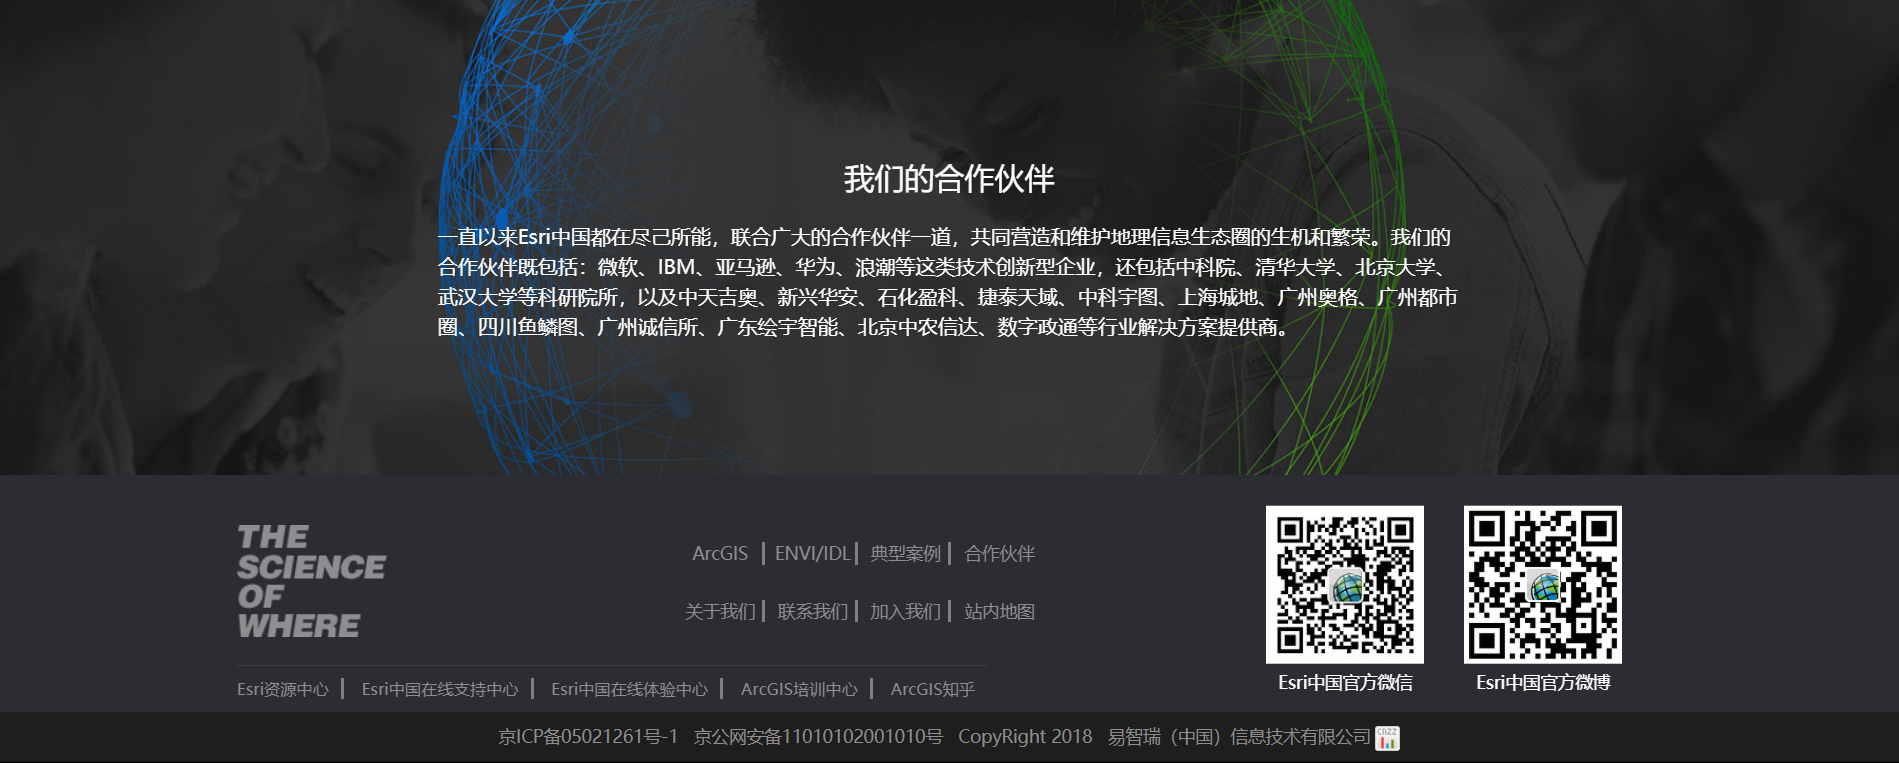 我们的合作伙伴
一直以来Esri中国都在尽己所能，联合广大的合作伙伴一道，共同营造和维护地理信息生态圈的生机和繁荣。我们的
合作伙伴既包括：微软、IBM、亚马逊、华为、浪潮等这类技术创新型企业，还包括中科院、清华大学、北京大学、
武汉大学等科研院所，以及中天吉奥、新兴华安、石化盈科、捷泰天域、中科宇图、上海城地、广州奥格、广州都市
圈、四川鱼鳞图、广州诚信所、广东绘宇智能、北京中农信达、数字政通等行业解决方案提供商。
THE
SCIENCE
OF
WHERE
ArcGIS | ENVI/IDL | 典型案例 | 合作伙伴
关于我们 | 联系我们 | 加入我们 | 站内地图
Esri资源中心 | Esri中国在线支持中心 | Esri中国在线体验中心 | ArcGIS培训中心 | ArcGIS知乎
Esri中国官方微信
Esri中国官方微博
京ICP备05021261号-1 京公网安备11010102001010号 CopyRight 2018 易智瑞（中国）信息技术有限公司 CNZZ